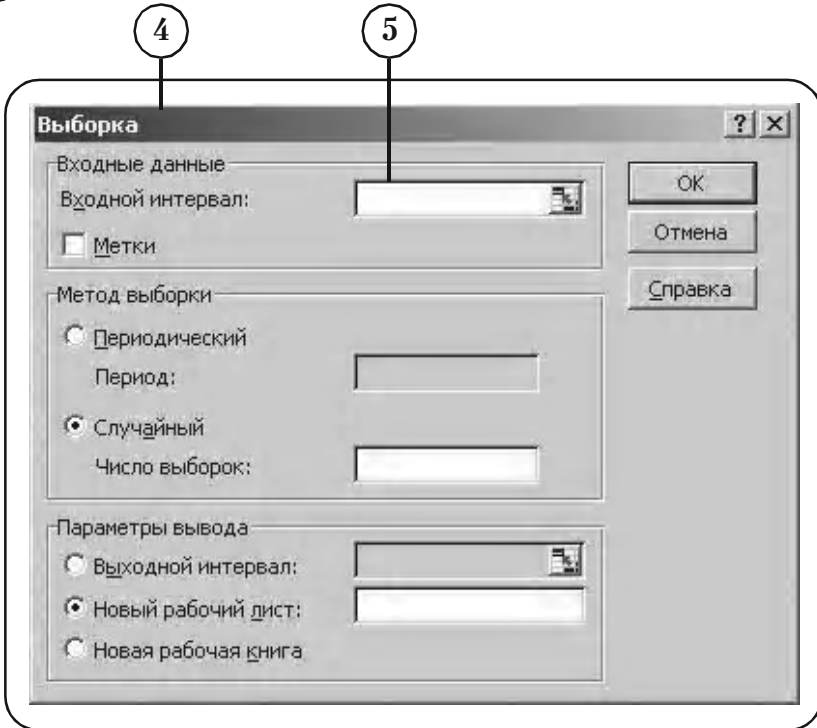 4 5
Выборка
Входные данные
Входной интервал:
Метки
Метод выборки
Периодический
Период:
Случайный
Число выборок:
Параметры вывода
Выходной интервал:
Новый рабочий лист:
Новая рабочая книга
ОК
Отмена
Справка